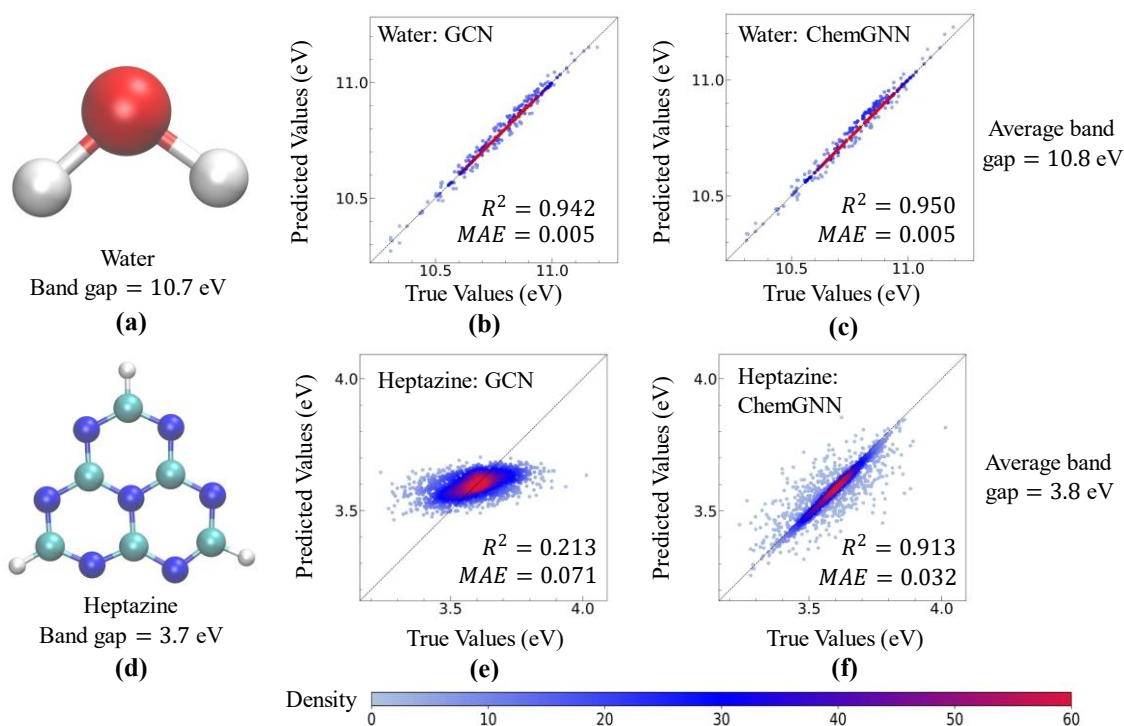 Water
Band gap = 10.7 eV
(a)
Water: GCN
Predicted Values (eV)
11.0
10.5
R² = 0.942
MAE = 0.005
10.5 11.0
True Values (eV)
(b)
Water: ChemGNN
Predicted Values (eV)
11.0
10.5
R² = 0.950
MAE = 0.005
10.5 11.0
True Values (eV)
(c)
Average band
gap = 10.8 eV
Heptazine
Band gap = 3.7 eV
(d)
Heptazine: GCN
Predicted Values (eV)
4.0
3.5
R² = 0.213
MAE = 0.071
3.5 4.0
True Values (eV)
(e)
Heptazine:
ChemGNN
Predicted Values (eV)
4.0
3.5
R² = 0.913
MAE = 0.032
3.5 4.0
True Values (eV)
(f)
Average band
gap = 3.8 eV
Density
0 10 20 30 40 50 60